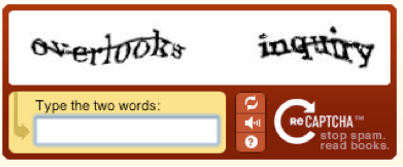 overlooks inquiry
Type the two words:
ReCAPTCHA™
stop spam.
read books.